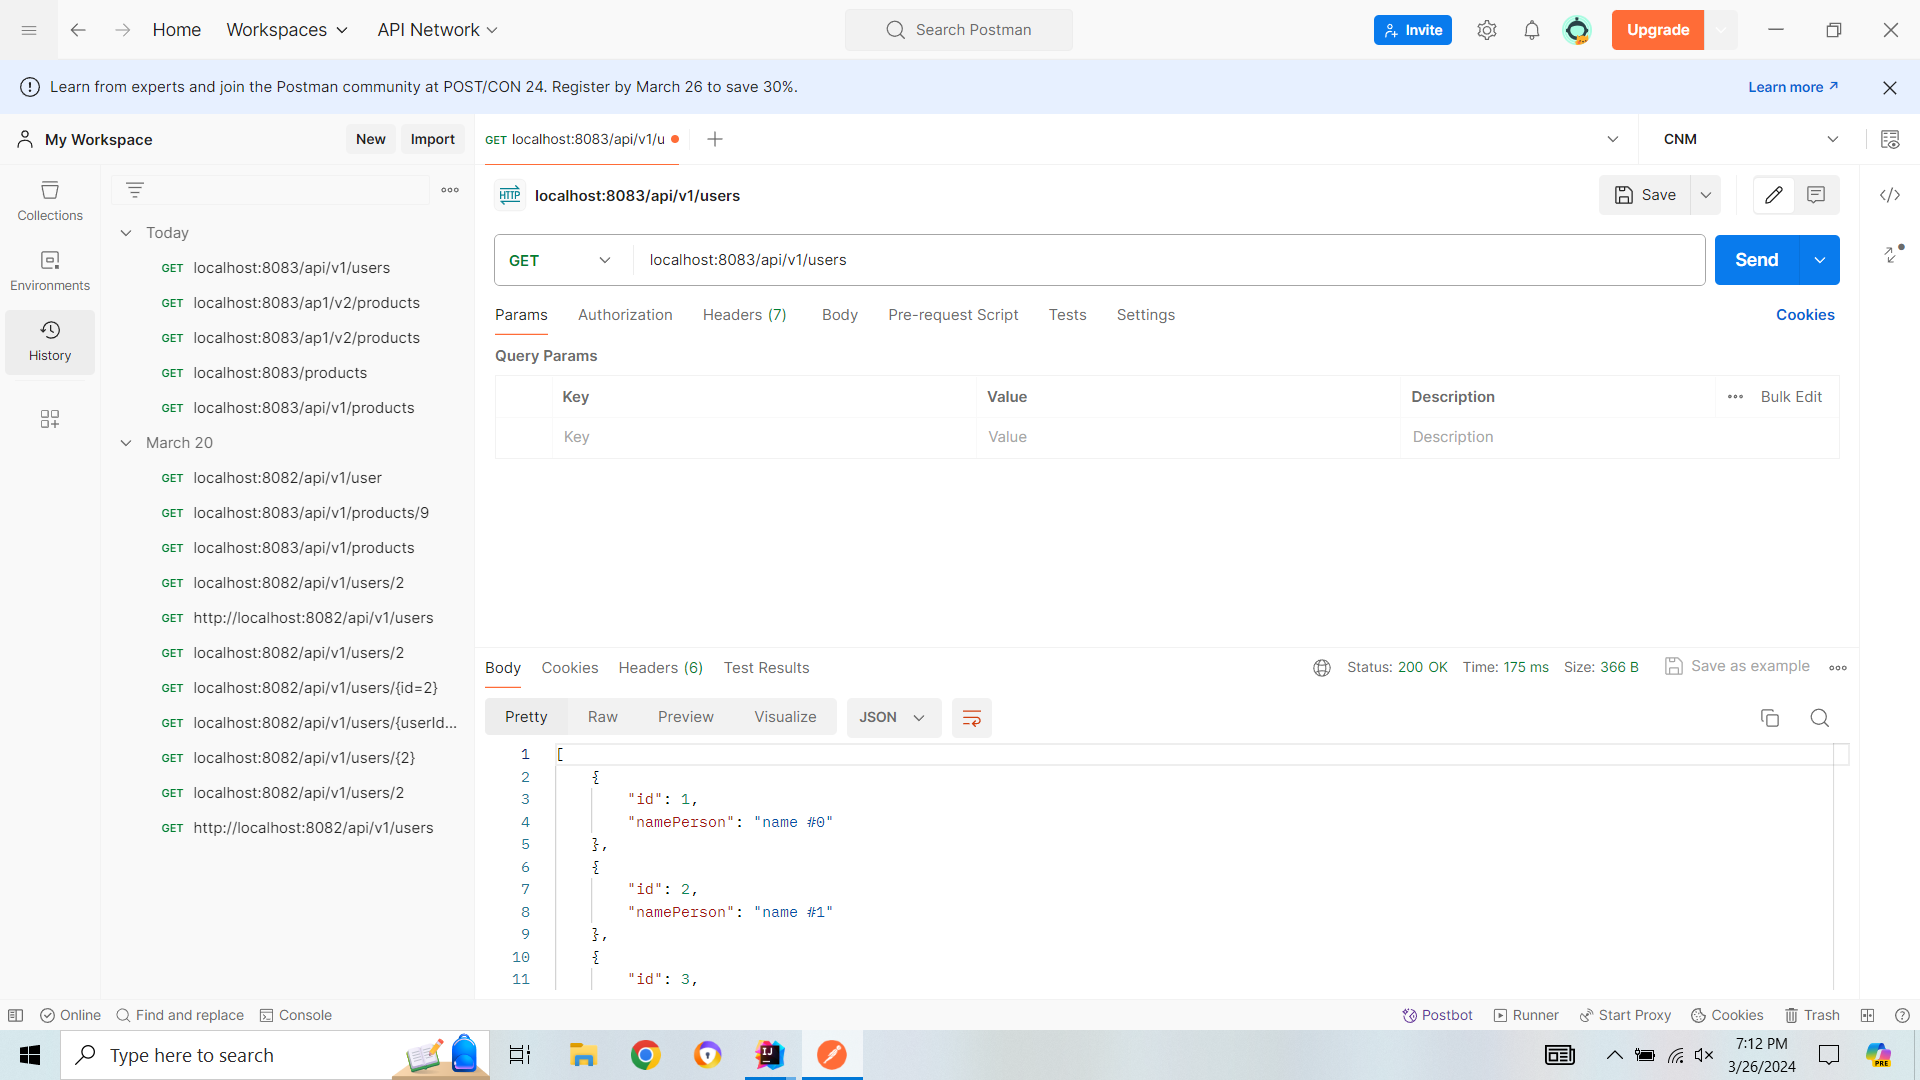 Home
Workspaces
API Network
Search Postman
Invite
Upgrade
Learn from experts and join the Postman community at POST/CON 24. Register by March 26 to save 30%.
Learn more
My Workspace
New
Import
GET localhost:8083/api/v1/u
CNM
Collections
Environments
History
Today
GET localhost:8083/api/v1/users
GET localhost:8083/ap1/v2/products
GET localhost:8083/ap1/v2/products
GET localhost:8083/products
GET localhost:8083/api/v1/products
March 20
GET localhost:8082/api/v1/user
GET localhost:8083/api/v1/products/9
GET localhost:8083/api/v1/products
GET localhost:8082/api/v1/users/2
GET http://localhost:8082/api/v1/users
GET localhost:8082/api/v1/users/2
GET localhost:8082/api/v1/users/{id=2}
GET localhost:8082/api/v1/users/{userId...
GET localhost:8082/api/v1/users/{2}
GET localhost:8082/api/v1/users/2
GET http://localhost:8082/api/v1/users
HTTP localhost:8083/api/v1/users
Save
GET
localhost:8083/api/v1/users
Send
Params
Authorization
Headers (7)
Body
Pre-request Script
Tests
Settings
Cookies
Query Params
Key Value Description Bulk Edit
Key Value Description
Body
Cookies
Headers (6)
Test Results
Status: 200 OK Time: 175 ms Size: 366 B
Save as example
Pretty
Raw
Preview
Visualize
JSON
1 [
2 {
3 "id": 1,
4 "namePerson": "name #0"
5 },
6 {
7 "id": 2,
8 "namePerson": "name #1"
9 },
10 {
11 "id": 3,
Online
Find and replace
Console
Postbot
Runner
Start Proxy
Cookies
Trash
Type here to search
IJ
7:12 PM
3/26/2024
PRE